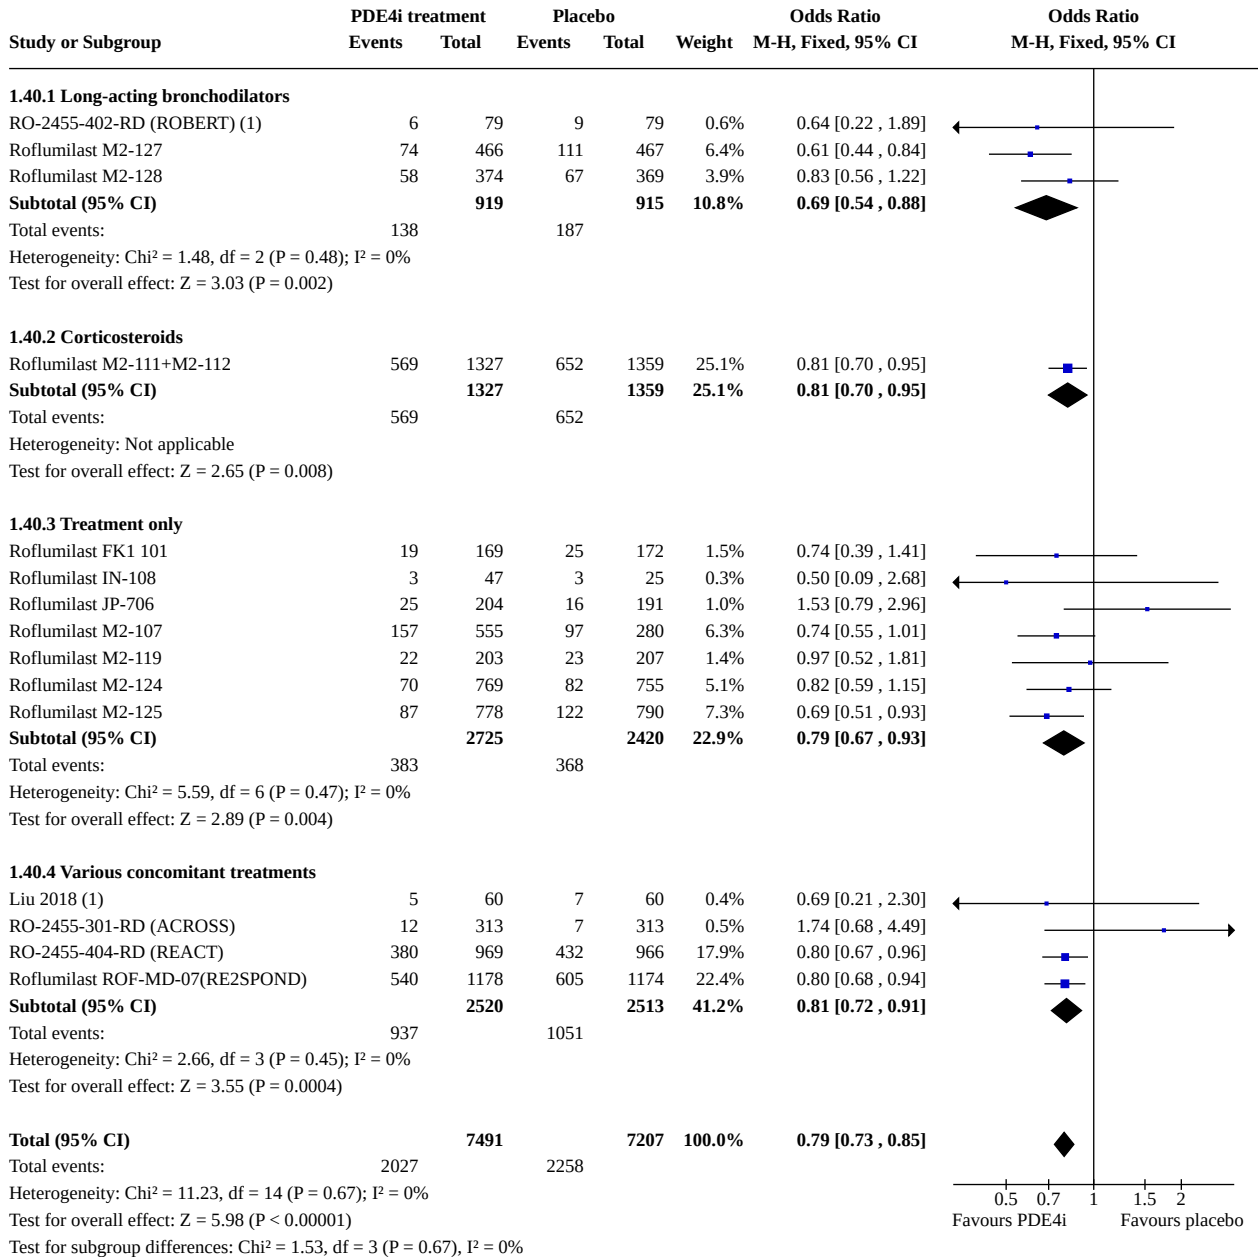 PDE4i treatment Placebo Odds Ratio Odds Ratio
Study or Subgroup Events Total Events Total Weight M-H, Fixed, 95% CI M-H, Fixed, 95% CI
1.40.1 Long-acting bronchodilators
RO-2455-402-RD (ROBERT) (1) 6 79 9 79 0.6% 0.64 [0.22 , 1.89]
Roflumilast M2-127 74 466 111 467 6.4% 0.61 [0.44 , 0.84]
Roflumilast M2-128 58 374 67 369 3.9% 0.83 [0.56 , 1.22]
Subtotal (95% CI) 919 915 10.8% 0.69 [0.54 , 0.88]
Total events: 138 187
Heterogeneity: Chi² = 1.48, df = 2 (P = 0.48); I² = 0%
Test for overall effect: Z = 3.03 (P = 0.002)
1.40.2 Corticosteroids
Roflumilast M2-111+M2-112 569 1327 652 1359 25.1% 0.81 [0.70 , 0.95]
Subtotal (95% CI) 1327 1359 25.1% 0.81 [0.70 , 0.95]
Total events: 569 652
Heterogeneity: Not applicable
Test for overall effect: Z = 2.65 (P = 0.008)
1.40.3 Treatment only
Roflumilast FK1 101 19 169 25 172 1.5% 0.74 [0.39 , 1.41]
Roflumilast IN-108 3 47 3 25 0.3% 0.50 [0.09 , 2.68]
Roflumilast JP-706 25 204 16 191 1.0% 1.53 [0.79 , 2.96]
Roflumilast M2-107 157 555 97 280 6.3% 0.74 [0.55 , 1.01]
Roflumilast M2-119 22 203 23 207 1.4% 0.97 [0.52 , 1.81]
Roflumilast M2-124 70 769 82 755 5.1% 0.82 [0.59 , 1.15]
Roflumilast M2-125 87 778 122 790 7.3% 0.69 [0.51 , 0.93]
Subtotal (95% CI) 2725 2420 22.9% 0.79 [0.67 , 0.93]
Total events: 383 368
Heterogeneity: Chi² = 5.59, df = 6 (P = 0.47); I² = 0%
Test for overall effect: Z = 2.89 (P = 0.004)
1.40.4 Various concomitant treatments
Liu 2018 (1) 5 60 7 60 0.4% 0.69 [0.21 , 2.30]
RO-2455-301-RD (ACROSS) 12 313 7 313 0.5% 1.74 [0.68 , 4.49]
RO-2455-404-RD (REACT) 380 969 432 966 17.9% 0.80 [0.67 , 0.96]
Roflumilast ROF-MD-07(RE2SPOND) 540 1178 605 1174 22.4% 0.80 [0.68 , 0.94]
Subtotal (95% CI) 2520 2513 41.2% 0.81 [0.72 , 0.91]
Total events: 937 1051
Heterogeneity: Chi² = 2.66, df = 3 (P = 0.45); I² = 0%
Test for overall effect: Z = 3.55 (P = 0.0004)
Total (95% CI) 7491 7207 100.0% 0.79 [0.73 , 0.85]
Total events: 2027 2258
Heterogeneity: Chi² = 11.23, df = 14 (P = 0.67); I² = 0%
0.5 0.7 1 1.5 2
Test for overall effect: Z = 5.98 (P < 0.00001) Favours PDE4i Favours placebo
Test for subgroup differences: Chi² = 1.53, df = 3 (P = 0.67), I² = 0%